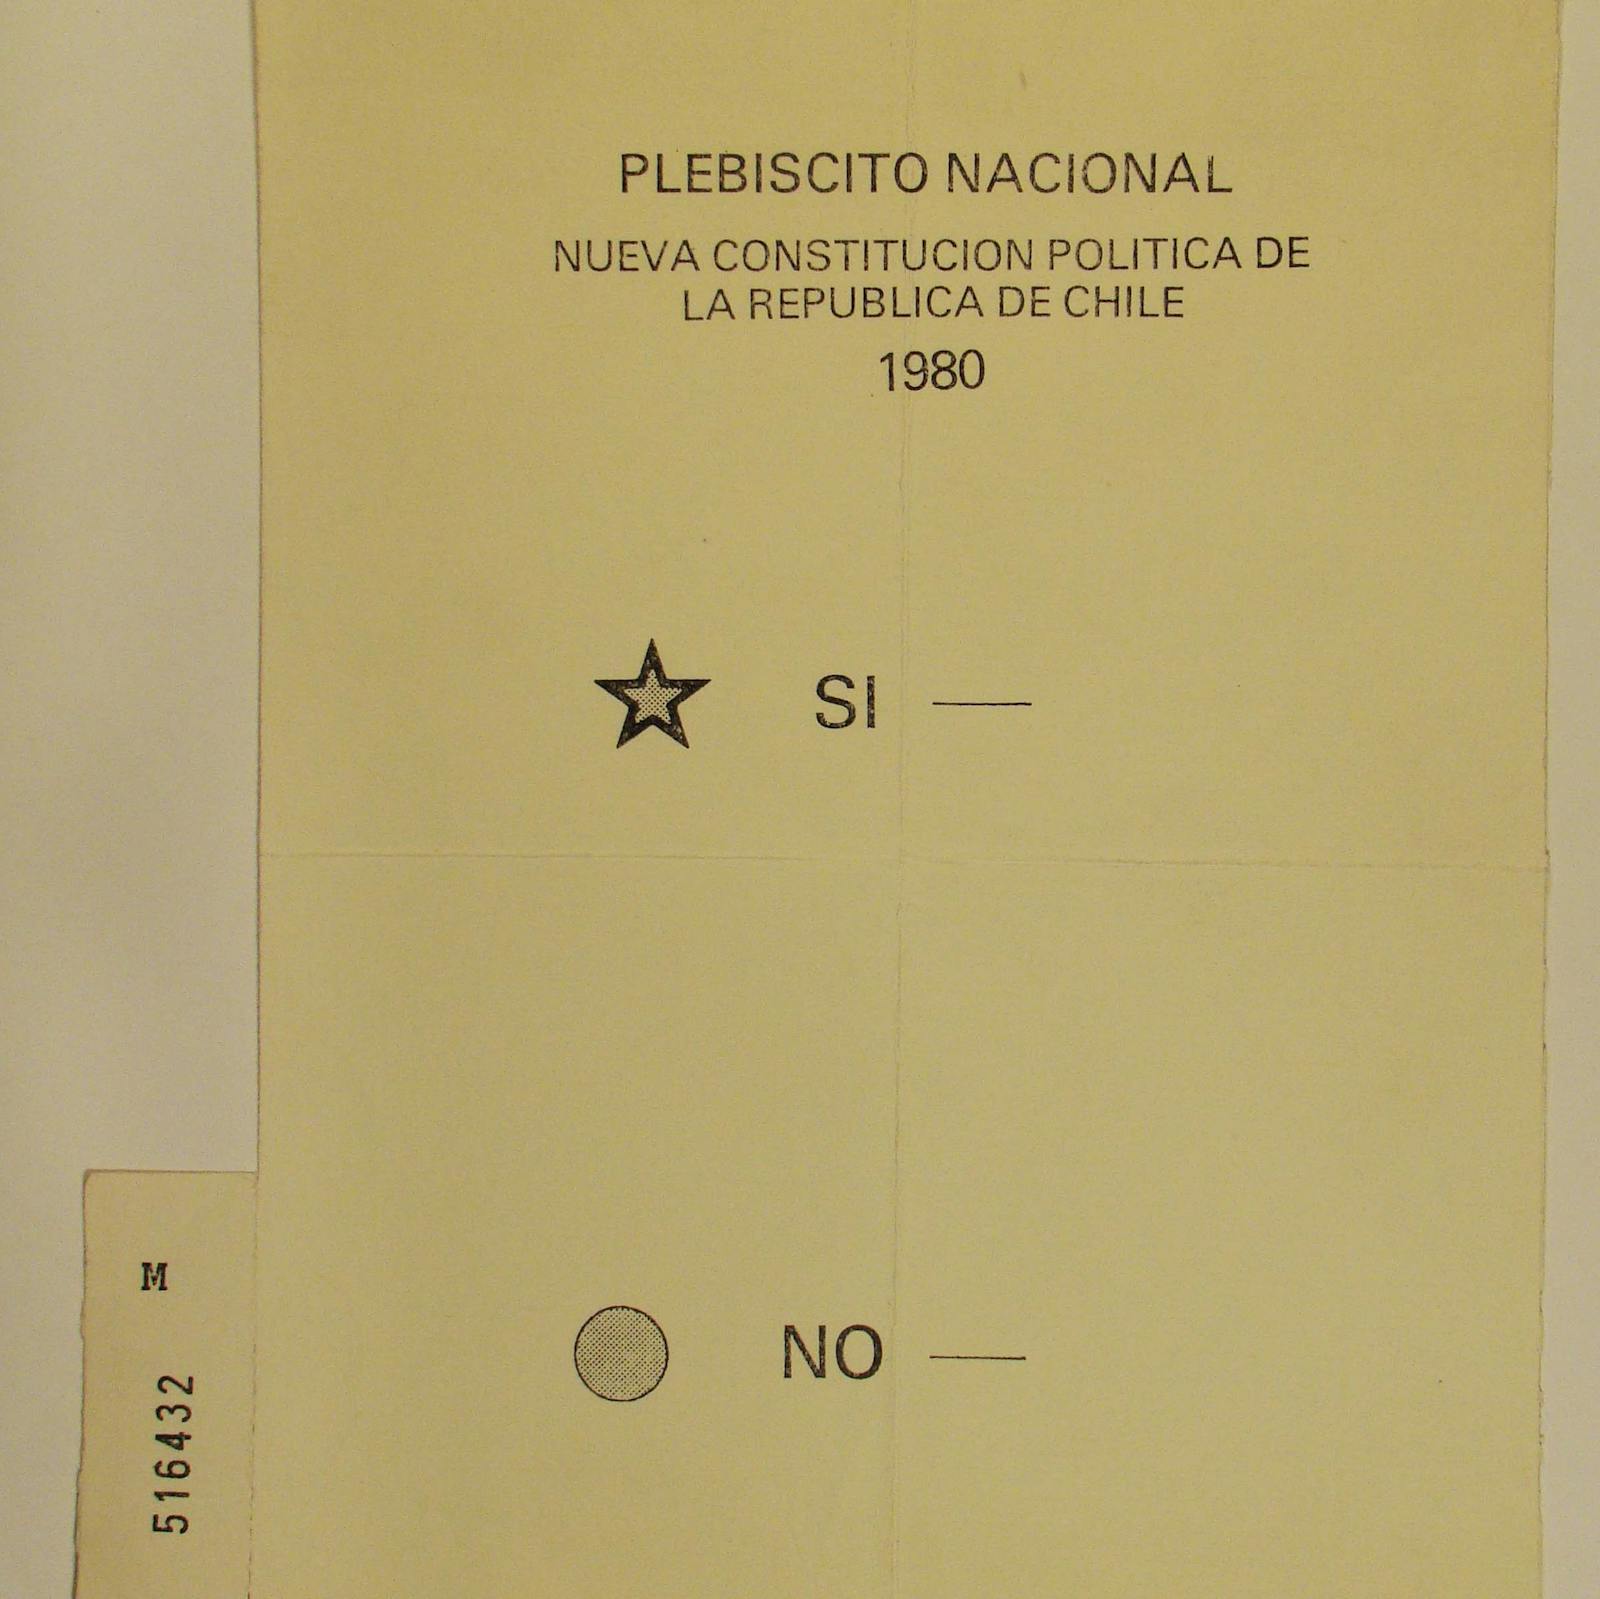 PLEBISCITO NACIONAL
NUEVA CONSTITUCION POLITICA DE
LA REPUBLICA DE CHILE
1980
SI
NO
M
516432